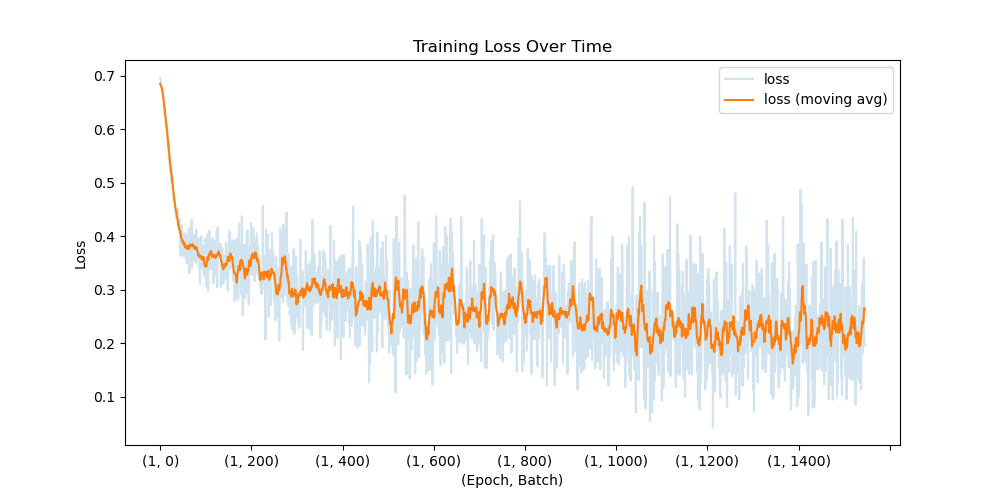 Training Loss Over Time
loss
loss (moving avg)
Loss
0.7
0.6
0.5
0.4
0.3
0.2
0.1
(1, 0) (1, 200) (1, 400) (1, 600) (1, 800) (1, 1000) (1, 1200) (1, 1400)
(Epoch, Batch)